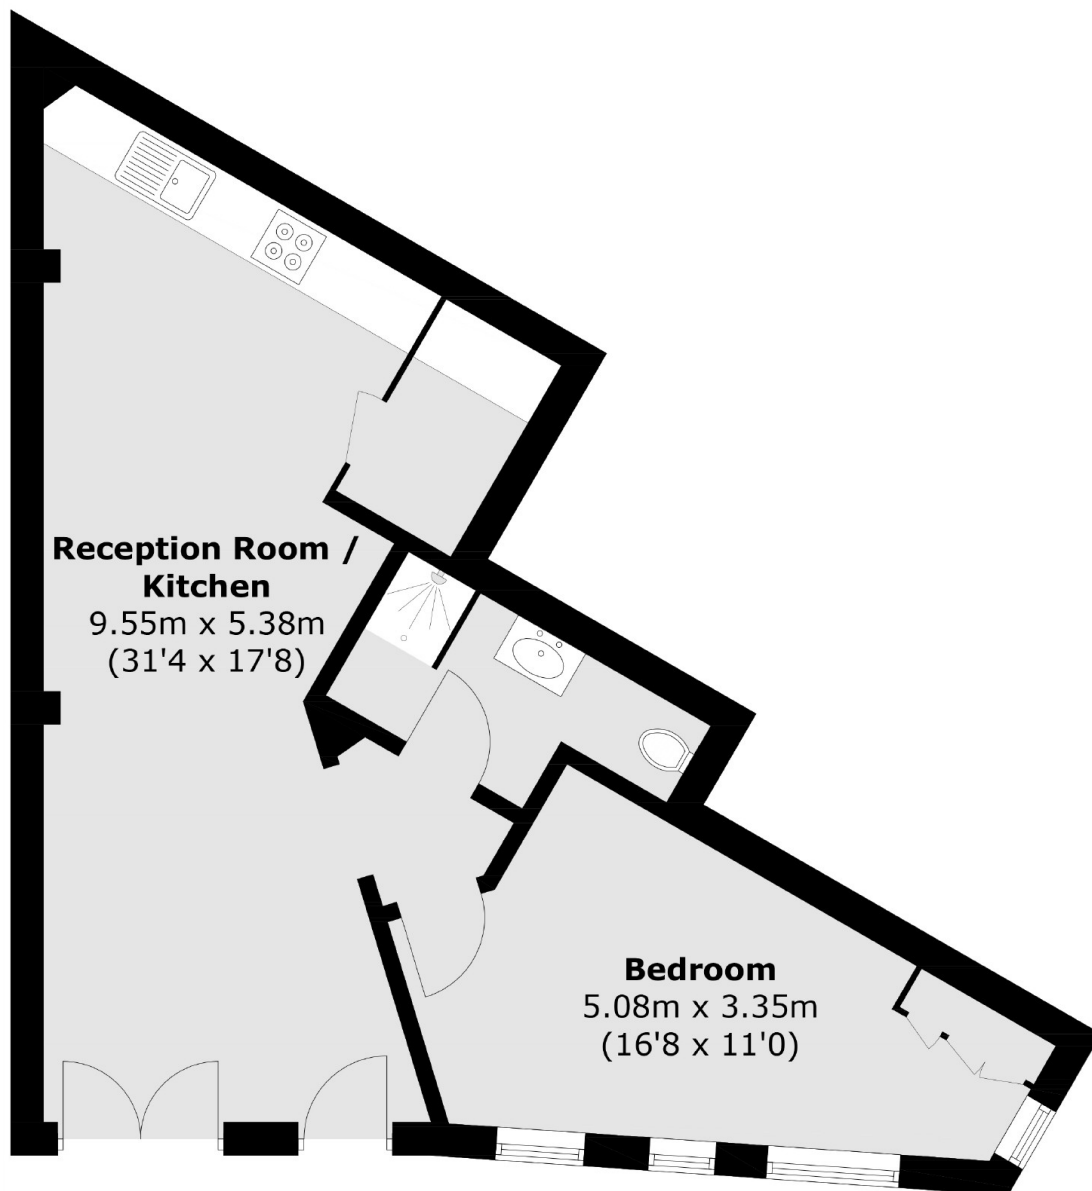 Reception Room /
Kitchen
9.55m x 5.38m
(31'4 x 17'8)
Bedroom
5.08m x 3.35m
(16'8 x 11'0)